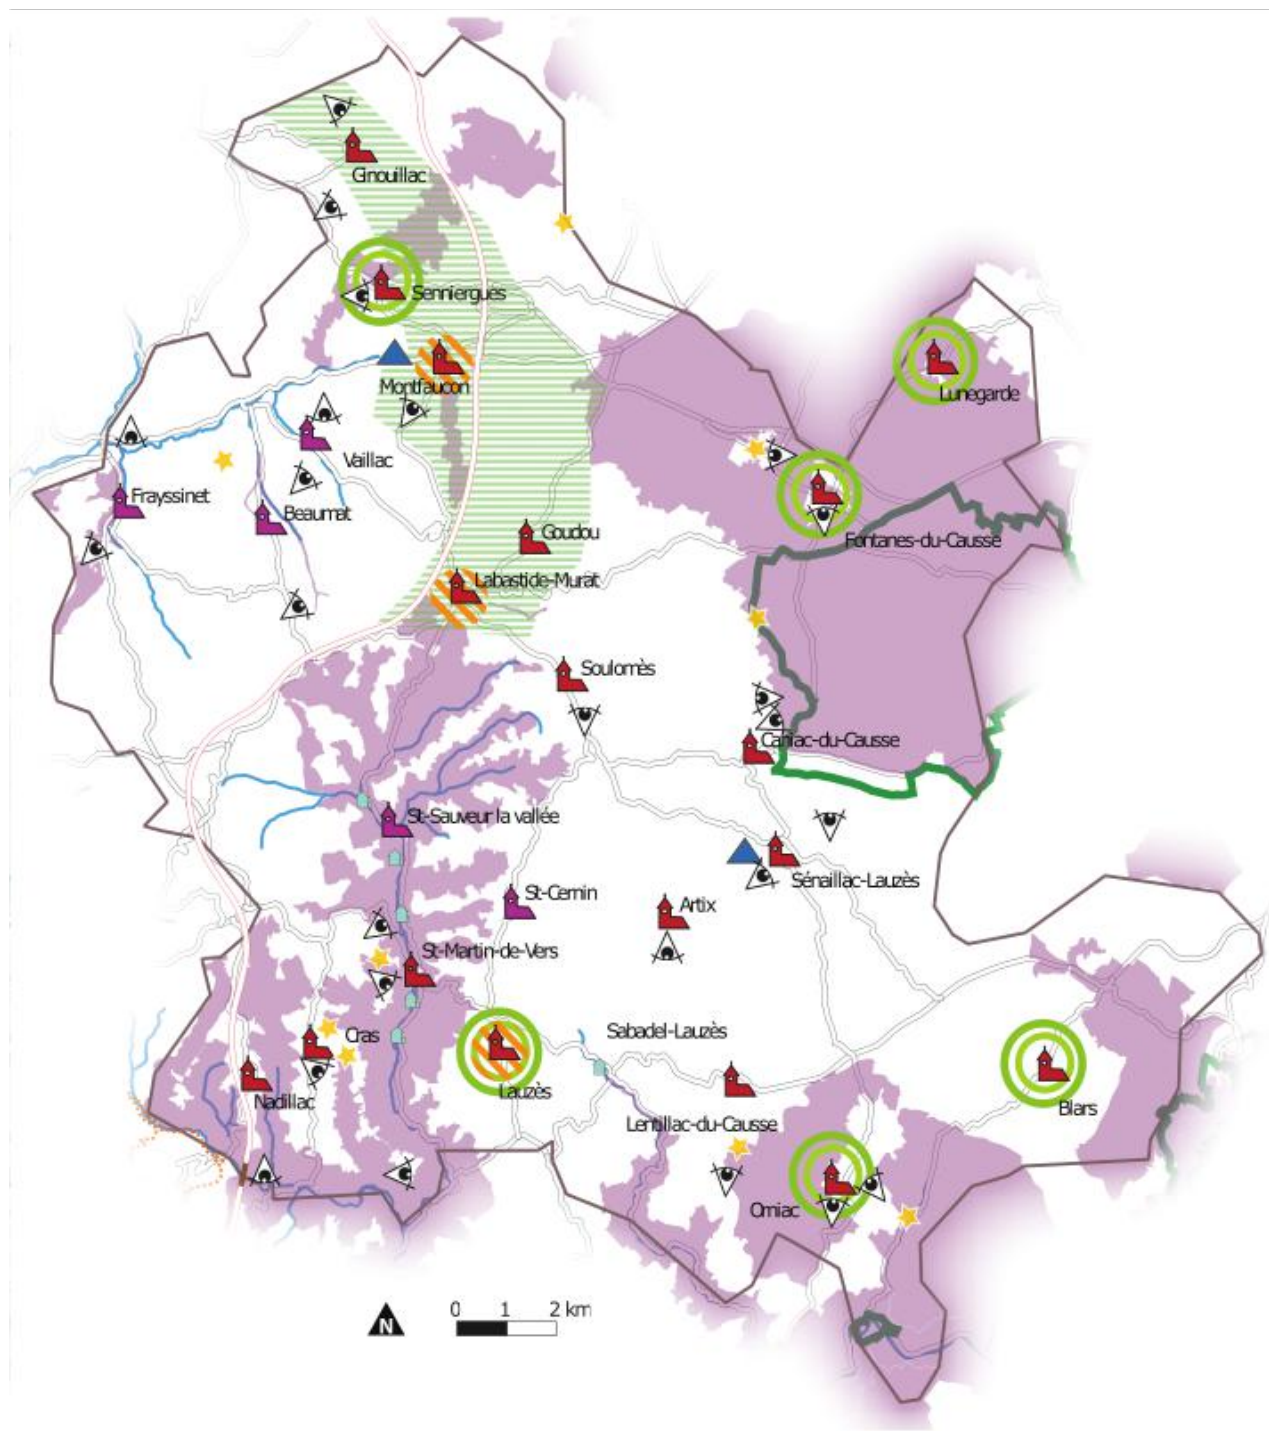 Ginouillac
Senniergues
Montfaucon
Lunegarde
Vaillac
Frayssinet
Beaumat
Goudou
Fontanes-du-Causse
Labastide-Murat
Soulomès
Caniac-du-Causse
St-Sauveur la vallée
Sénaillac-Lauzès
St-Cernin
Artix
St-Martin-de-Vers
Cras
Sabadel-Lauzès
Lauzès
Nadillac
Blars
Lentillac-du-Causse
Orniac
0 1 2 km
N